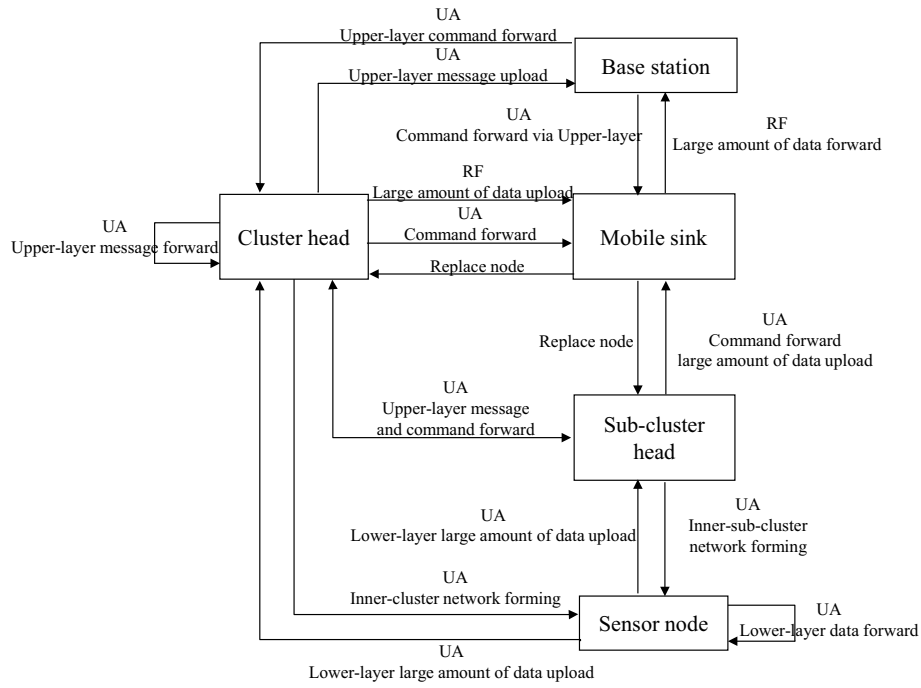 UA
Upper-layer command forward
UA
Upper-layer message upload
Base station
UA
Command forward via Upper-layer
RF
Large amount of data forward
RF
Large amount of data upload
UA
Command forward
Replace node
UA
Upper-layer message forward
Cluster head
Mobile sink
Replace node
UA
Command forward
large amount of data upload
UA
Upper-layer message
and command forward
Sub-cluster
head
UA
Lower-layer large amount of data upload
UA
Inner-sub-cluster
network forming
UA
Inner-cluster network forming
Sensor node
UA
Lower-layer data forward
UA
Lower-layer large amount of data upload